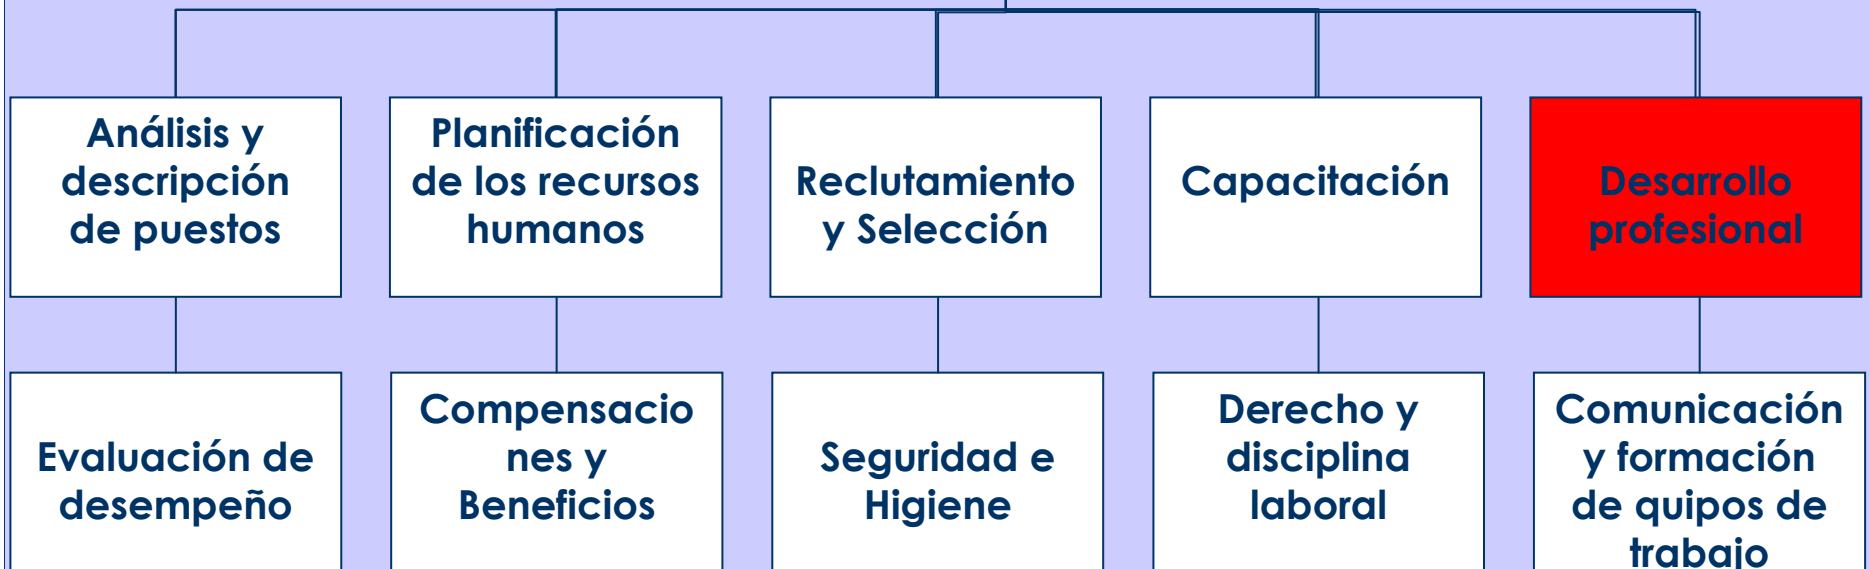 Análisis y
descripción
de puestos
Planificación
de los recursos
humanos
Reclutamiento
y Selección
Capacitación
Desarrollo
profesional
Evaluación de
desempeño
Compensacio
nes y
Beneficios
Seguridad e
Higiene
Derecho y
disciplina
laboral
Comunicación
y formación
de quipos de
trabajo